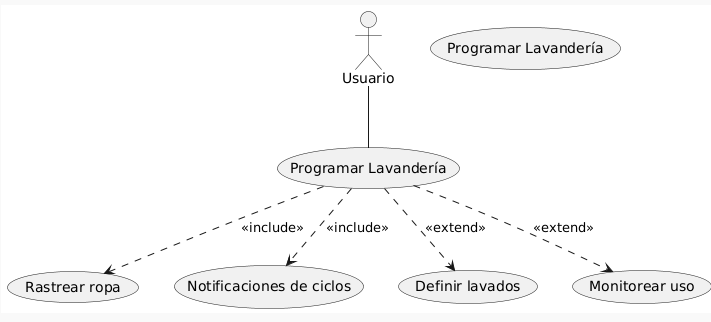 Programar Lavandería
Usuario
Programar Lavandería
«include»
«include»
«extend»
«extend»
Rastrear ropa
Notificaciones de ciclos
Definir lavados
Monitorear uso